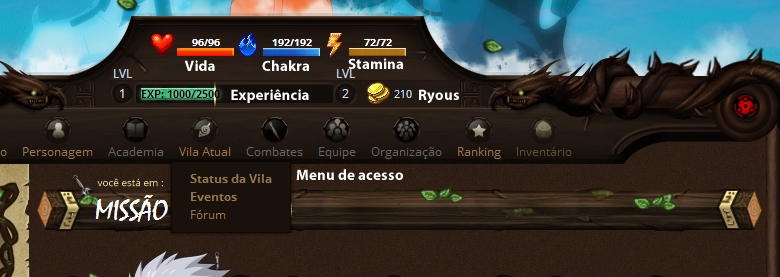 96/96 192/192 72/72
Vida Chakra Stamina
LVL LVL
1 EXP: 1000/2500 Experiência 2 210 Ryous
o Personagem Academia Vila Atual Combates Equipe Organização Ranking Inventário
Status da Vila
Menu de acesso
você está em :
Eventos
MISSÃO
Fórum